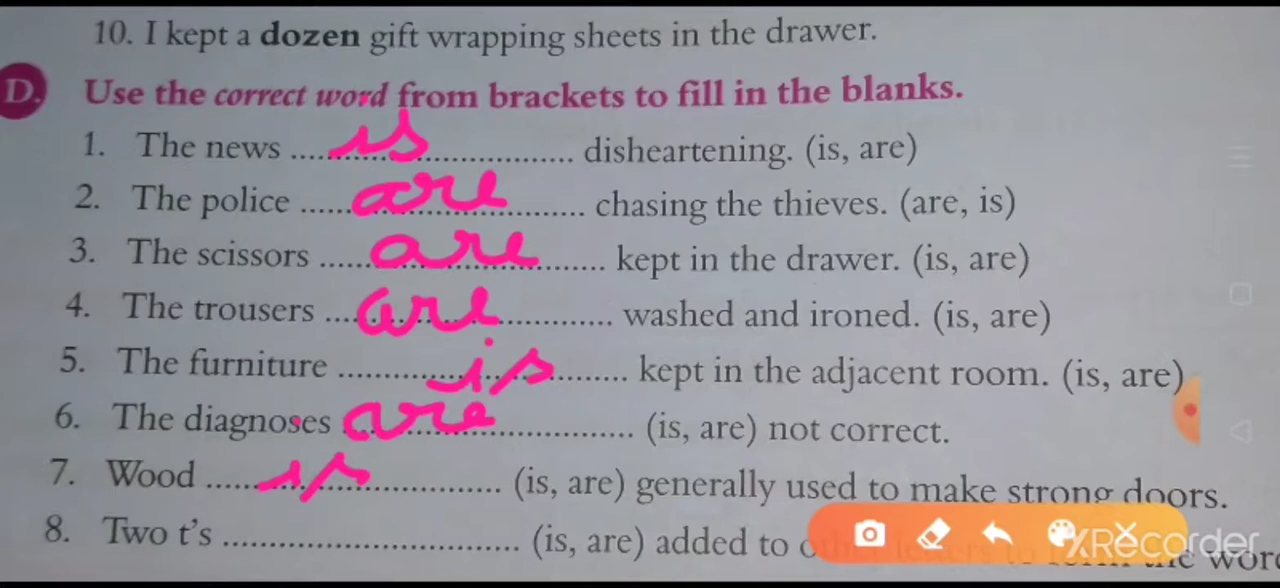 10. I kept a dozen gift wrapping sheets in the drawer.
D. Use the correct word from brackets to fill in the blanks.
1. The news ......is...... disheartening. (is, are)
2. The police ......are...... chasing the thieves. (are, is)
3. The scissors ......are...... kept in the drawer. (is, are)
4. The trousers ......are...... washed and ironed. (is, are)
5. The furniture ......is...... kept in the adjacent room. (is, are)
6. The diagnoses are...... (is, are) not correct.
7. Wood ......is...... (is, are) generally used to make strong doors.
8. Two t's ...... (is, are) added to
XRecorder